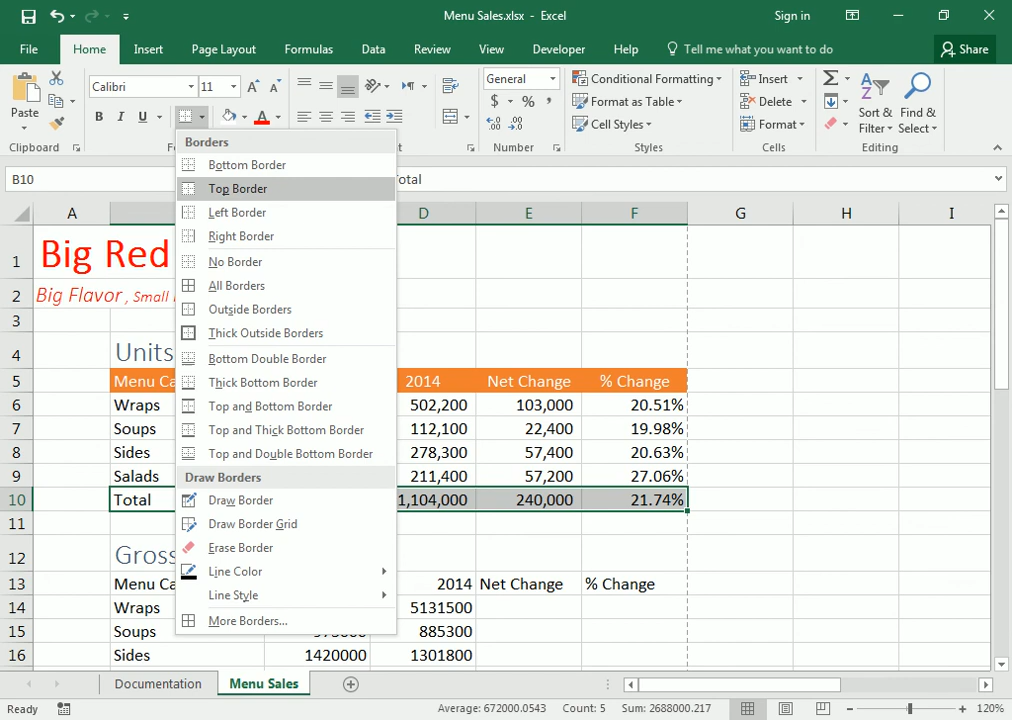 Menu Sales.xlsx - Excel
Sign in
File Home Insert Page Layout Formulas Data Review View Developer Help Tell me what you want to do Share
Paste
Calibri 11
B I U
General
$ % ,
Conditional Formatting
Format as Table
Cell Styles
Insert
Delete
Format
Sort & Filter
Find & Select
Clipboard
Number
Styles
Cells
Editing
B10
Total
Borders
Bottom Border
Top Border
Left Border
Right Border
No Border
All Borders
Outside Borders
Thick Outside Borders
Bottom Double Border
Thick Bottom Border
Top and Bottom Border
Top and Thick Bottom Border
Top and Double Bottom Border
Draw Borders
Draw Border
Draw Border Grid
Erase Border
Line Color
Line Style
More Borders...
A D E F G H I
1 Big Red
2 Big Flavor , Small
3
4 Units
5 Menu Ca 2014 Net Change % Change
6 Wraps 502,200 103,000 20.51%
7 Soups 112,100 22,400 19.98%
8 Sides 278,300 57,400 20.63%
9 Salads 211,400 57,200 27.06%
10 Total 1,104,000 240,000 21.74%
11
12 Gross
13 Menu Ca 2014 Net Change % Change
14 Wraps 5131500
15 Soups 885300
16 Sides 1420000 1301800
Documentation Menu Sales
Ready Average: 672000.0543 Count: 5 Sum: 2688000.217 120%